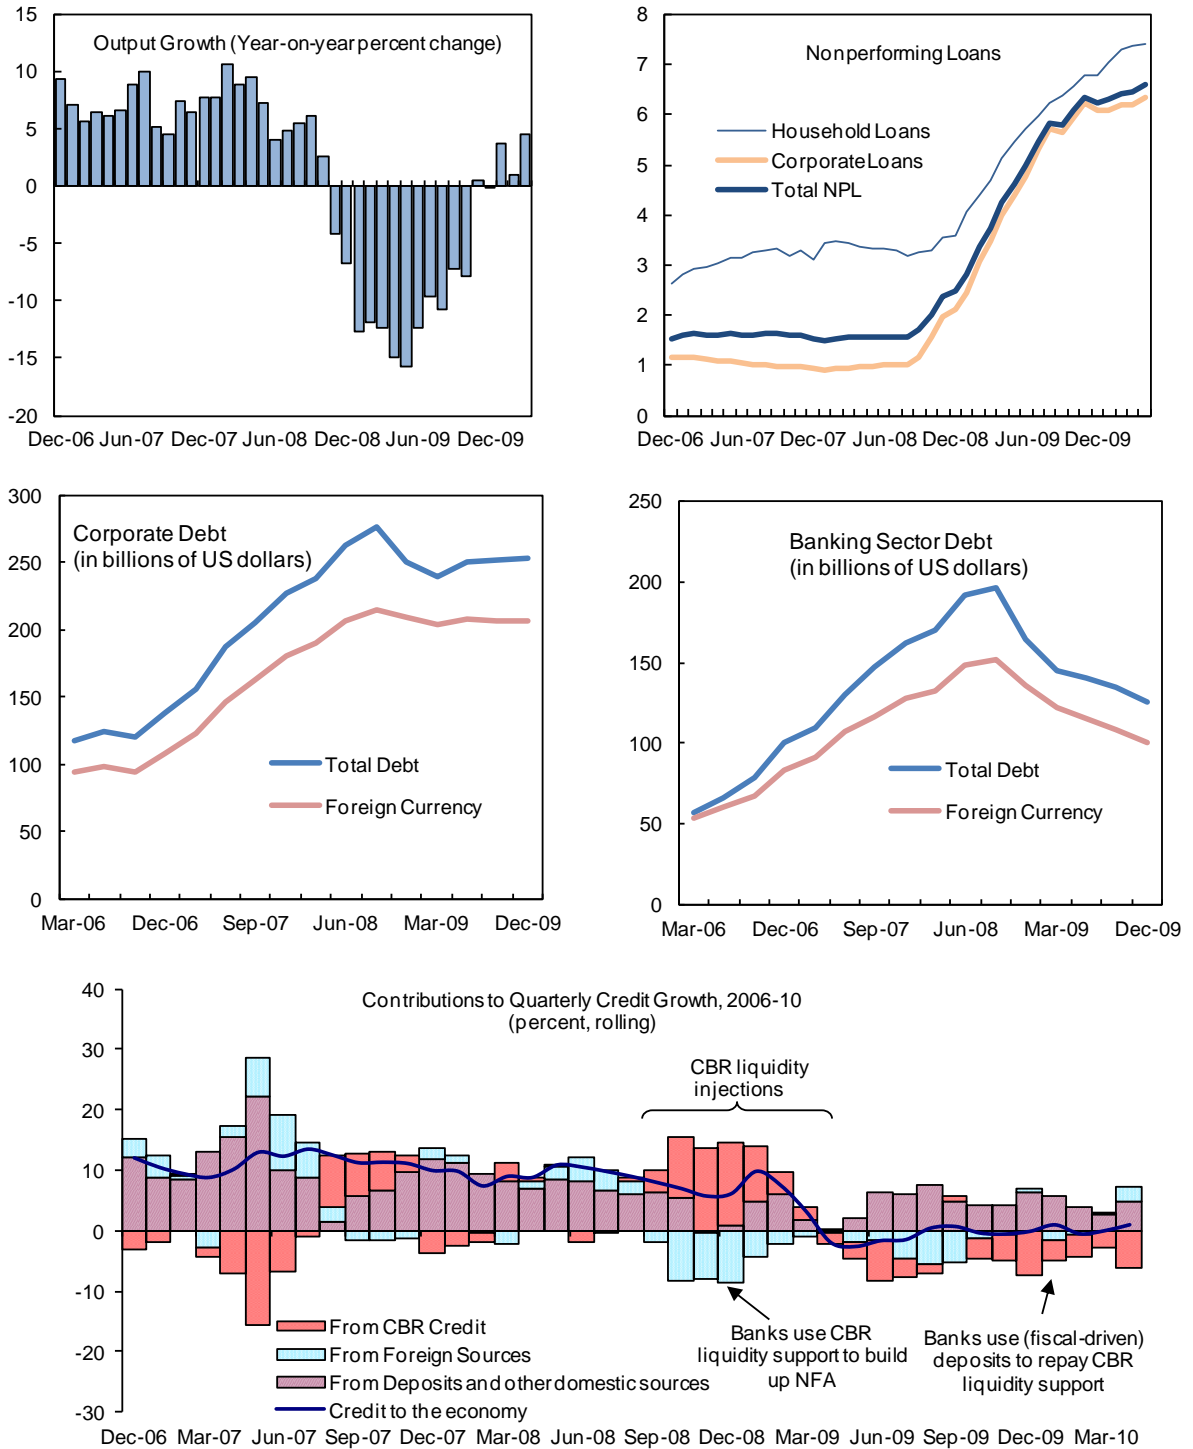 Output Growth (Year-on-year percent change)
15
10
5
0
-5
-10
-15
-20
Dec-06 Jun-07 Dec-07 Jun-08 Dec-08 Jun-09 Dec-09
Nonperforming Loans
8
7
6
5
4
3
2
1
0
Household Loans
Corporate Loans
Total NPL
Dec-06 Jun-07 Dec-07 Jun-08 Dec-08 Jun-09 Dec-09
Corporate Debt
(in billions of US dollars)
300
250
200
150
100
50
0
Total Debt
Foreign Currency
Mar-06 Dec-06 Sep-07 Jun-08 Mar-09 Dec-09
Banking Sector Debt
(in billions of US dollars)
250
200
150
100
50
0
Total Debt
Foreign Currency
Mar-06 Dec-06 Sep-07 Jun-08 Mar-09 Dec-09
Contributions to Quarterly Credit Growth, 2006-10
(percent, rolling)
40
30
20
10
0
-10
-20
-30
CBR liquidity
injections
Banks use CBR
liquidity support to build
up NFA
Banks use (fiscal-driven)
deposits to repay CBR
liquidity support
From CBR Credit
From Foreign Sources
From Deposits and other domestic sources
Credit to the economy
Dec-06 Mar-07 Jun-07 Sep-07 Dec-07 Mar-08 Jun-08 Sep-08 Dec-08 Mar-09 Jun-09 Sep-09 Dec-09 Mar-10